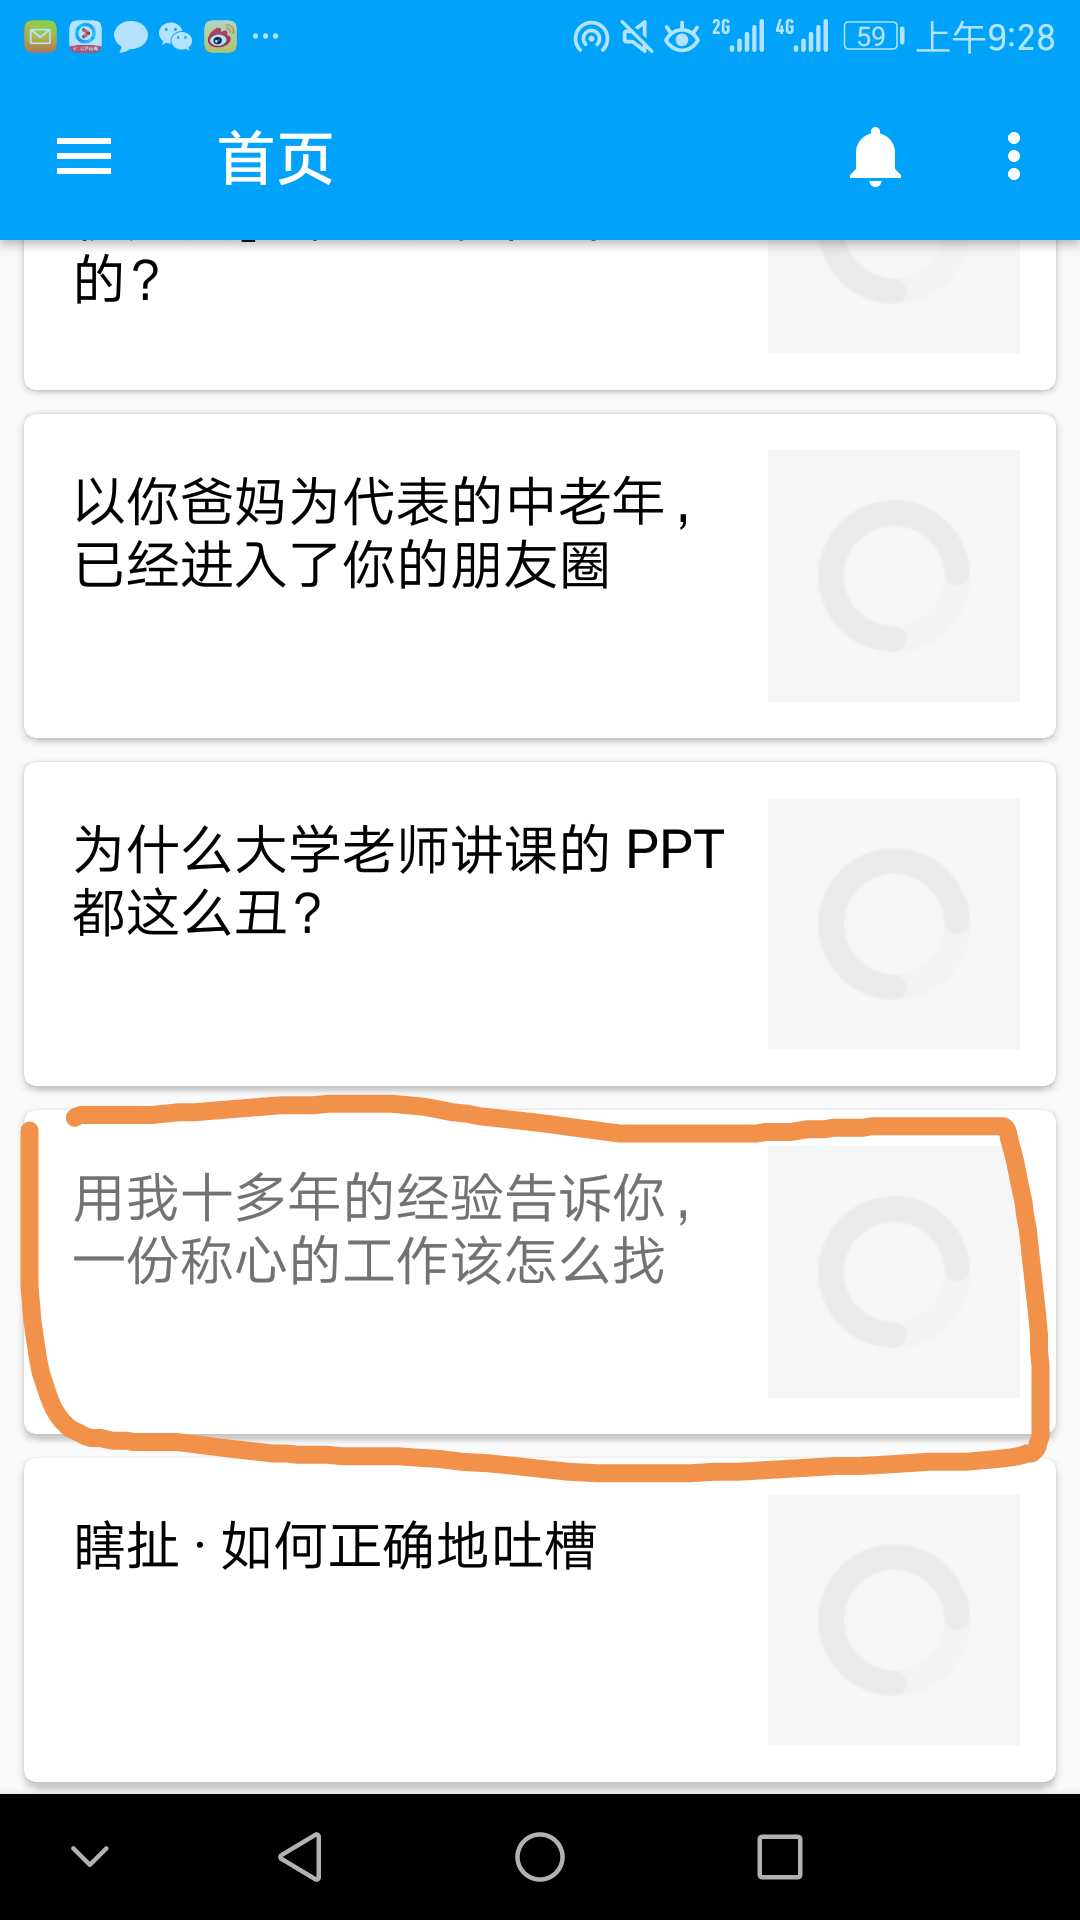 2G
4G
59
上午9:28
首页
的？
以你爸妈为代表的中老年，
已经进入了你的朋友圈
为什么大学老师讲课的 PPT
都这么丑？
用我十多年的经验告诉你，
一份称心的工作该怎么找
瞎扯 · 如何正确地吐槽